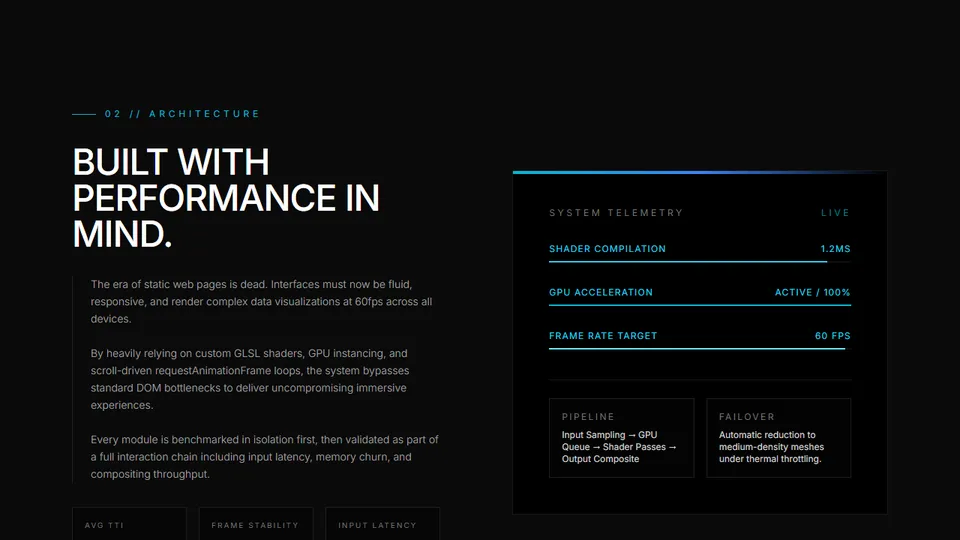 02 // ARCHITECTURE
BUILT WITH
PERFORMANCE IN
MIND.
The era of static web pages is dead. Interfaces must now be fluid,
responsive, and render complex data visualizations at 60fps across all
devices.
By heavily relying on custom GLSL shaders, GPU instancing, and
scroll-driven requestAnimationFrame loops, the system bypasses
standard DOM bottlenecks to deliver uncompromising immersive
experiences.
Every module is benchmarked in isolation first, then validated as part of
a full interaction chain including input latency, memory churn, and
compositing throughput.
AVG TTI
FRAME STABILITY
INPUT LATENCY
SYSTEM TELEMETRY
LIVE
SHADER COMPILATION
1.2MS
GPU ACCELERATION
ACTIVE / 100%
FRAME RATE TARGET
60 FPS
PIPELINE
Input Sampling → GPU
Queue → Shader Passes →
Output Composite
FAILOVER
Automatic reduction to
medium-density meshes
under thermal throttling.